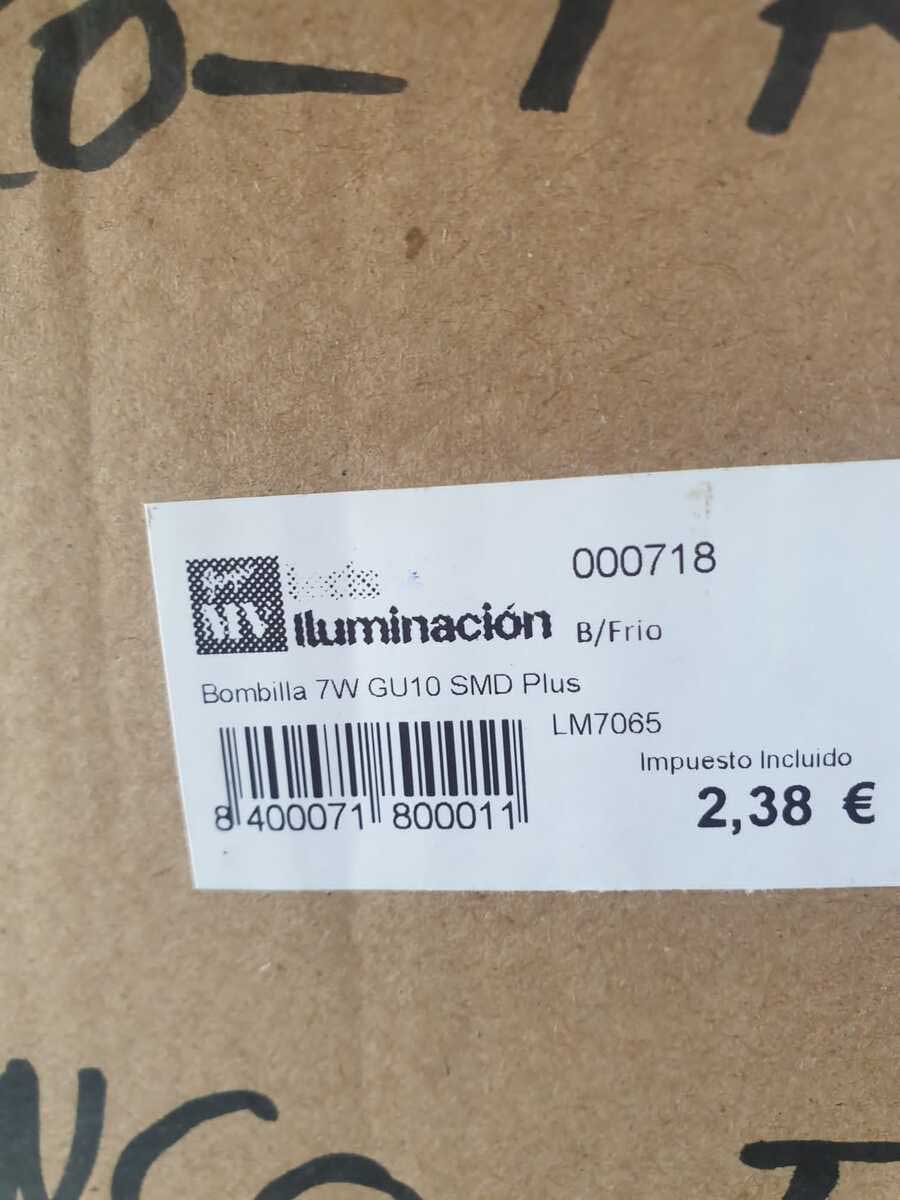 000718
Iluminación
B/Frio
Bombilla 7W GU10 SMD Plus
LM7065
Impuesto Incluido
2,38 €
8 400071 800011